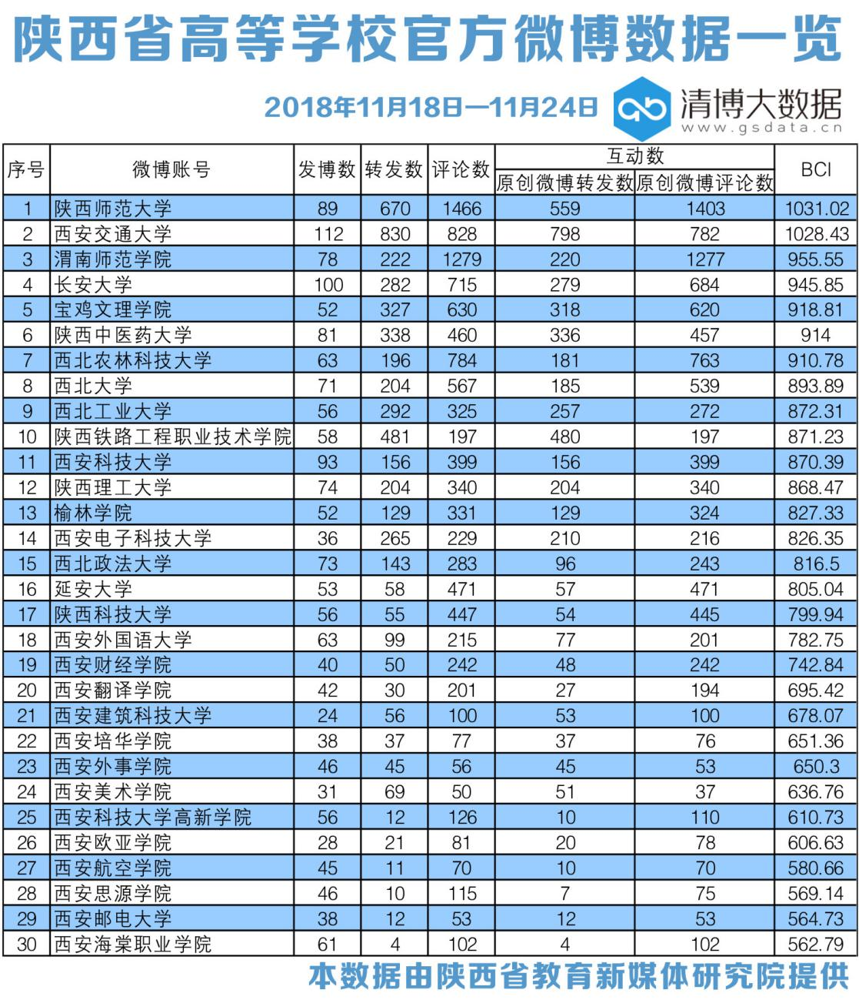 陕西省高等学校官方微博数据一览
2018年11月18日—11月24日
清博大数据
www.gsdata.cn
序号 微博账号 发博数 转发数 评论数 互动数 BCI
原创微博转发数 原创微博评论数
1 陕西师范大学 89 670 1466 559 1403 1031.02
2 西安交通大学 112 830 828 798 782 1028.43
3 渭南师范学院 78 222 1279 220 1277 955.55
4 长安大学 100 282 715 279 684 945.85
5 宝鸡文理学院 52 327 630 318 620 918.81
6 陕西中医药大学 81 338 460 336 457 914
7 西北农林科技大学 63 196 784 181 763 910.78
8 西北大学 71 204 567 185 539 893.89
9 西北工业大学 56 292 325 257 272 872.31
10 陕西铁路工程职业技术学院 58 481 197 480 197 871.23
11 西安科技大学 93 156 399 156 399 870.39
12 陕西理工大学 74 204 340 204 340 868.47
13 榆林学院 52 129 331 129 324 827.33
14 西安电子科技大学 36 265 229 210 216 826.35
15 西北政法大学 73 143 283 96 243 816.5
16 延安大学 53 58 471 57 471 805.04
17 陕西科技大学 56 55 447 54 445 799.94
18 西安外国语大学 63 99 215 77 201 782.75
19 西安财经学院 40 50 242 48 242 742.84
20 西安翻译学院 42 30 201 27 194 695.42
21 西安建筑科技大学 24 56 100 53 100 678.07
22 西安培华学院 38 37 77 37 76 651.36
23 西安外事学院 46 45 56 45 53 650.3
24 西安美术学院 31 69 50 51 37 636.76
25 西安科技大学高新学院 56 12 126 10 110 610.73
26 西安欧亚学院 28 21 81 20 78 606.63
27 西安航空学院 45 11 70 10 70 580.66
28 西安思源学院 46 10 115 7 75 569.14
29 西安邮电大学 38 12 53 12 53 564.73
30 西安海棠职业学院 61 4 102 4 102 562.79
本数据由陕西省教育新媒体研究院提供